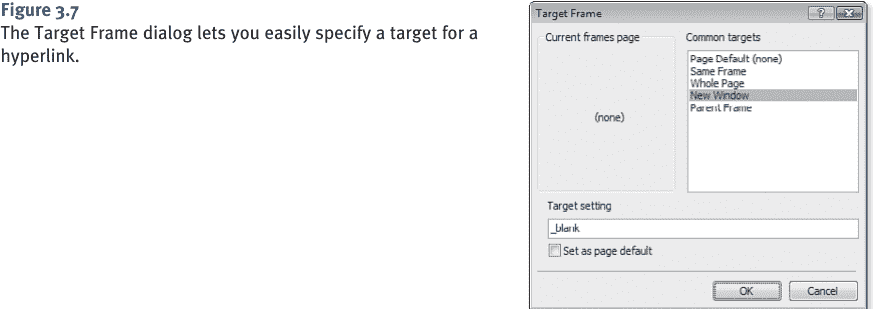 Figure 3.7
The Target Frame dialog lets you easily specify a target for a
hyperlink.
Target Frame
Current frames page
(none)
Common targets
Page Default (none)
Same Frame
Whole Page
New Window
Parent Frame
Target setting
_blank
Set as page default
OK
Cancel